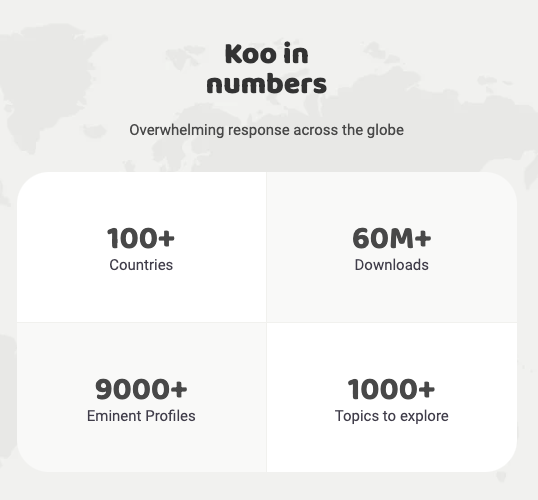 Koo in
numbers
Overwhelming response across the globe
100+
Countries
60M+
Downloads
9000+
Eminent Profiles
1000+
Topics to explore